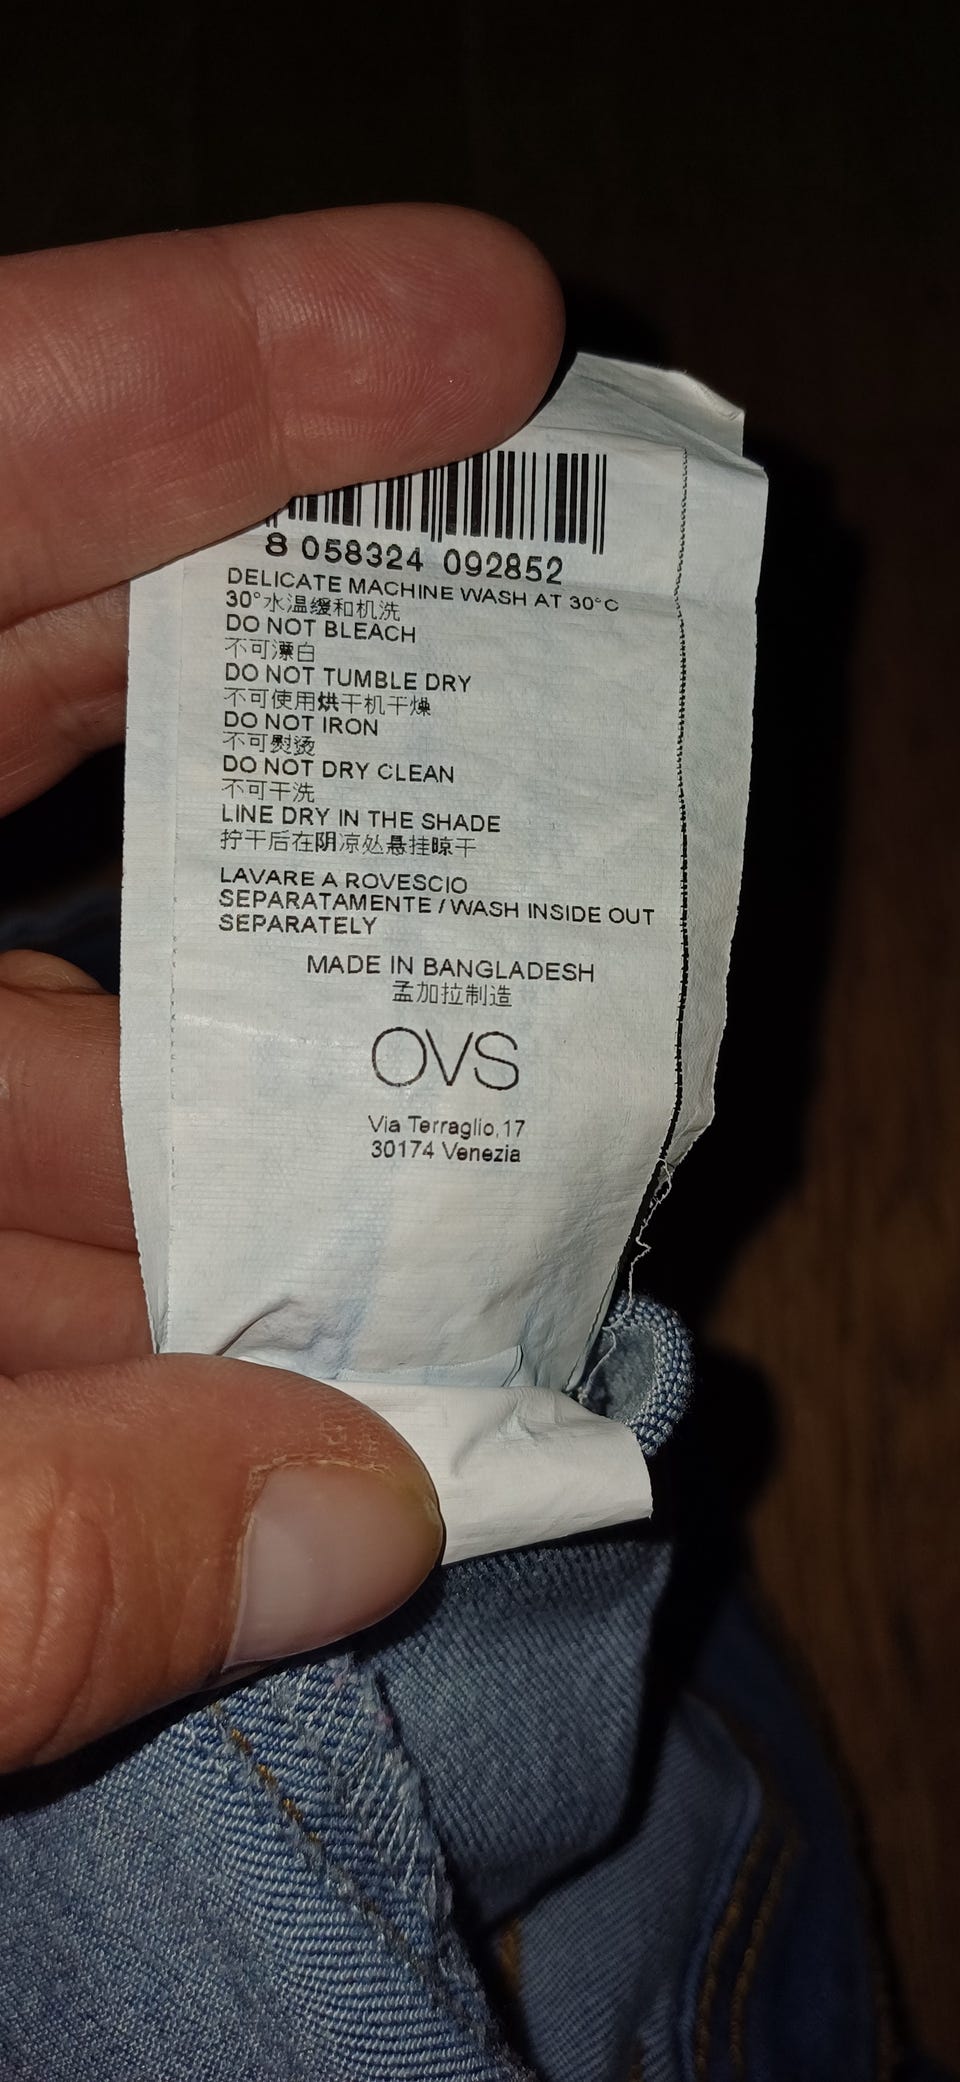 8 058324 092852
DELICATE MACHINE WASH AT 30°C
30°水温缓和机洗
DO NOT BLEACH
不可漂白
DO NOT TUMBLE DRY
不可使用烘干机干燥
DO NOT IRON
不可熨烫
DO NOT DRY CLEAN
不可干洗
LINE DRY IN THE SHADE
拧干后在阴凉处悬挂晾干
LAVARE A ROVESCIO
SEPARATAMENTE / WASH INSIDE OUT
SEPARATELY
MADE IN BANGLADESH
孟加拉制造
OVS
Via Terraglio,17
30174 Venezia